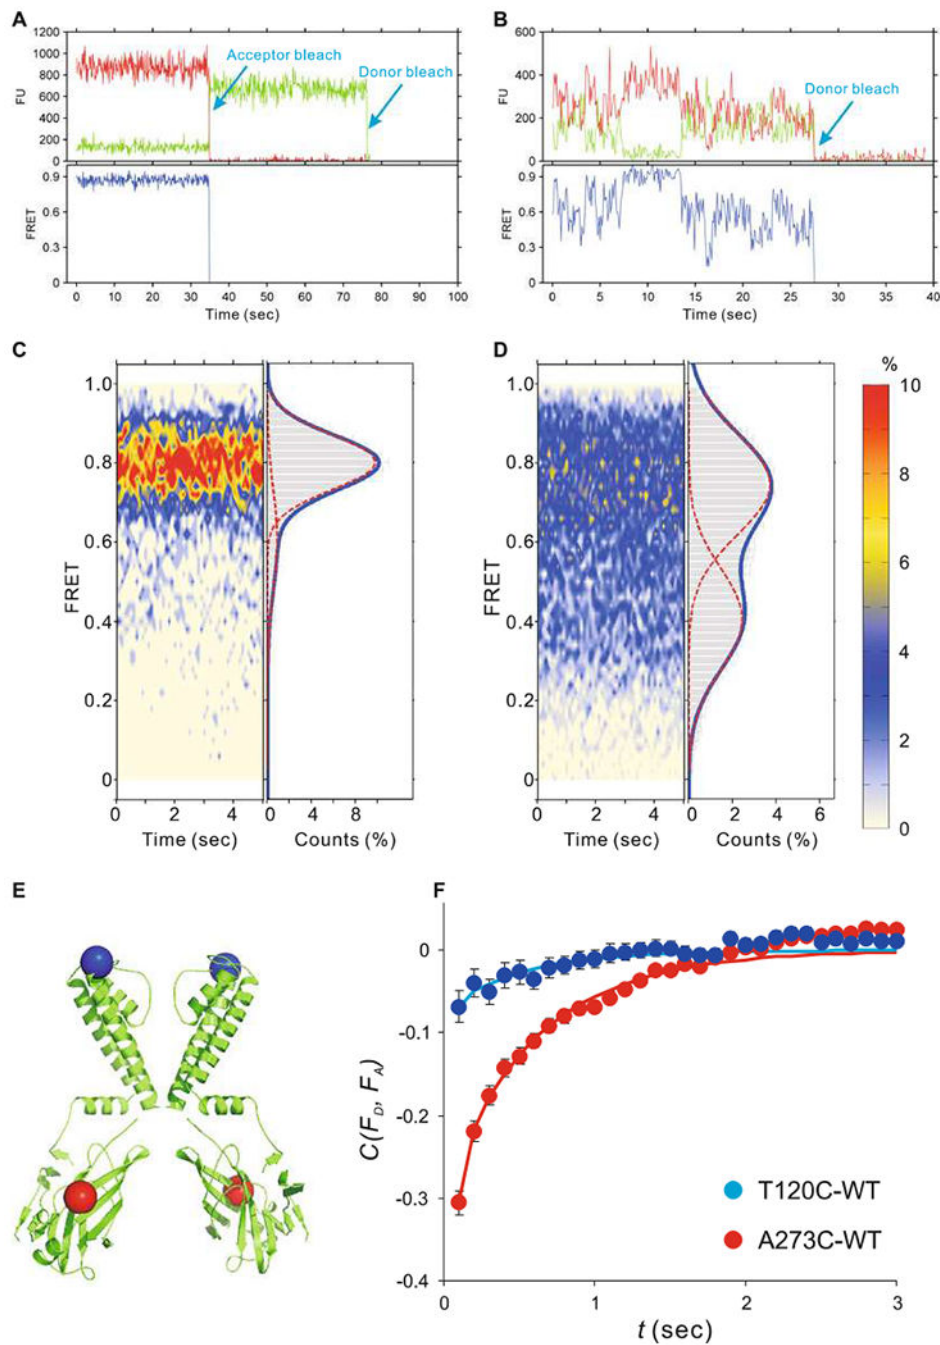 A
1200
1000
800
600
400
200
0
FU
Acceptor bleach
Donor bleach
0.9
0.6
0.3
0
FRET
0 10 20 30 40 50 60 70 80 90 100
Time (sec)
B
600
400
200
0
FU
Donor bleach
0.9
0.6
0.3
0
FRET
0 5 10 15 20 25 30 35 40
Time (sec)
C
1.0
0.8
0.6
0.4
0.2
0
FRET
0 2 4
Time (sec)
0 4 8
Counts (%)
D
1.0
0.8
0.6
0.4
0.2
0
FRET
0 2 4
Time (sec)
0 2 4 6
Counts (%)
%
10
8
6
4
2
0
E
F
0
-0.1
-0.2
-0.3
-0.4
C(F_D, F_A)
T120C-WT
A273C-WT
0 1 2 3
t (sec)